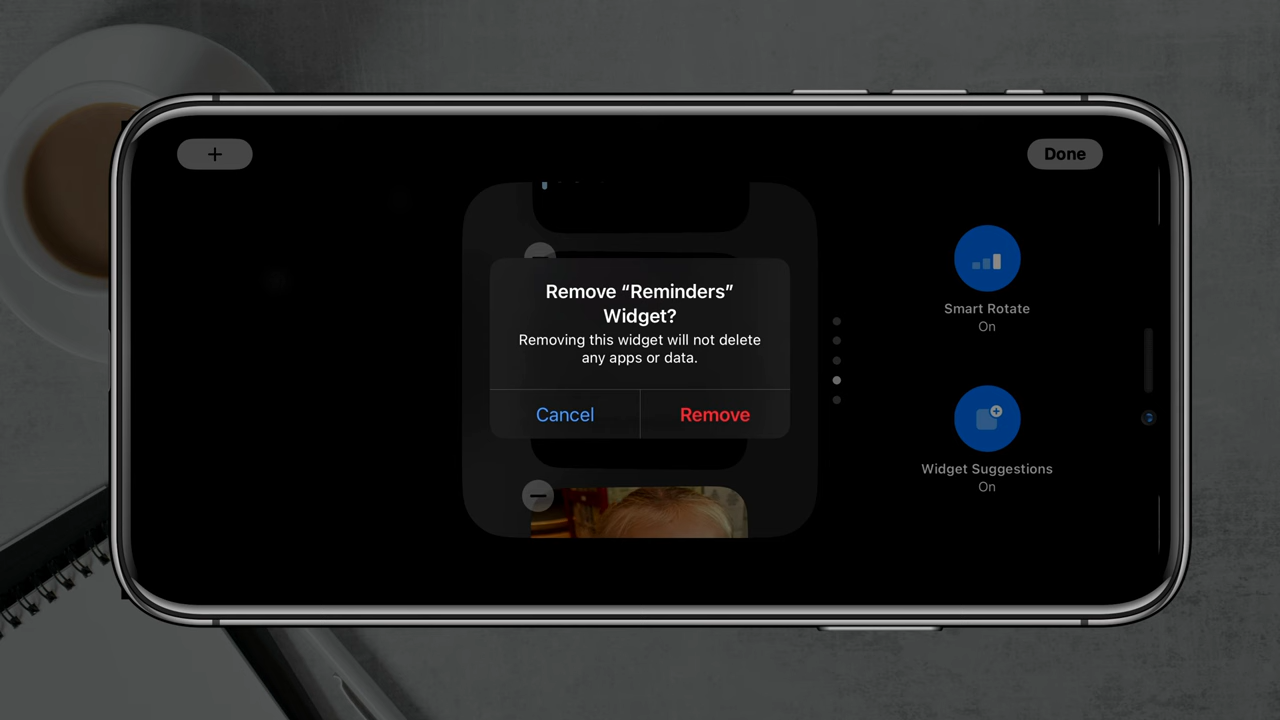 +
Done
Remove “Reminders”
Widget?
Removing this widget will not delete
any apps or data.
Cancel
Remove
Smart Rotate
On
Widget Suggestions
On